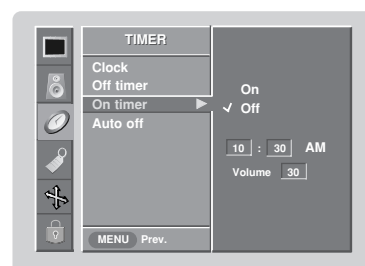 TIMER
Clock
Off timer
On timer
Auto off
MENU Prev.
On
Off
10 : 30 AM
Volume 30